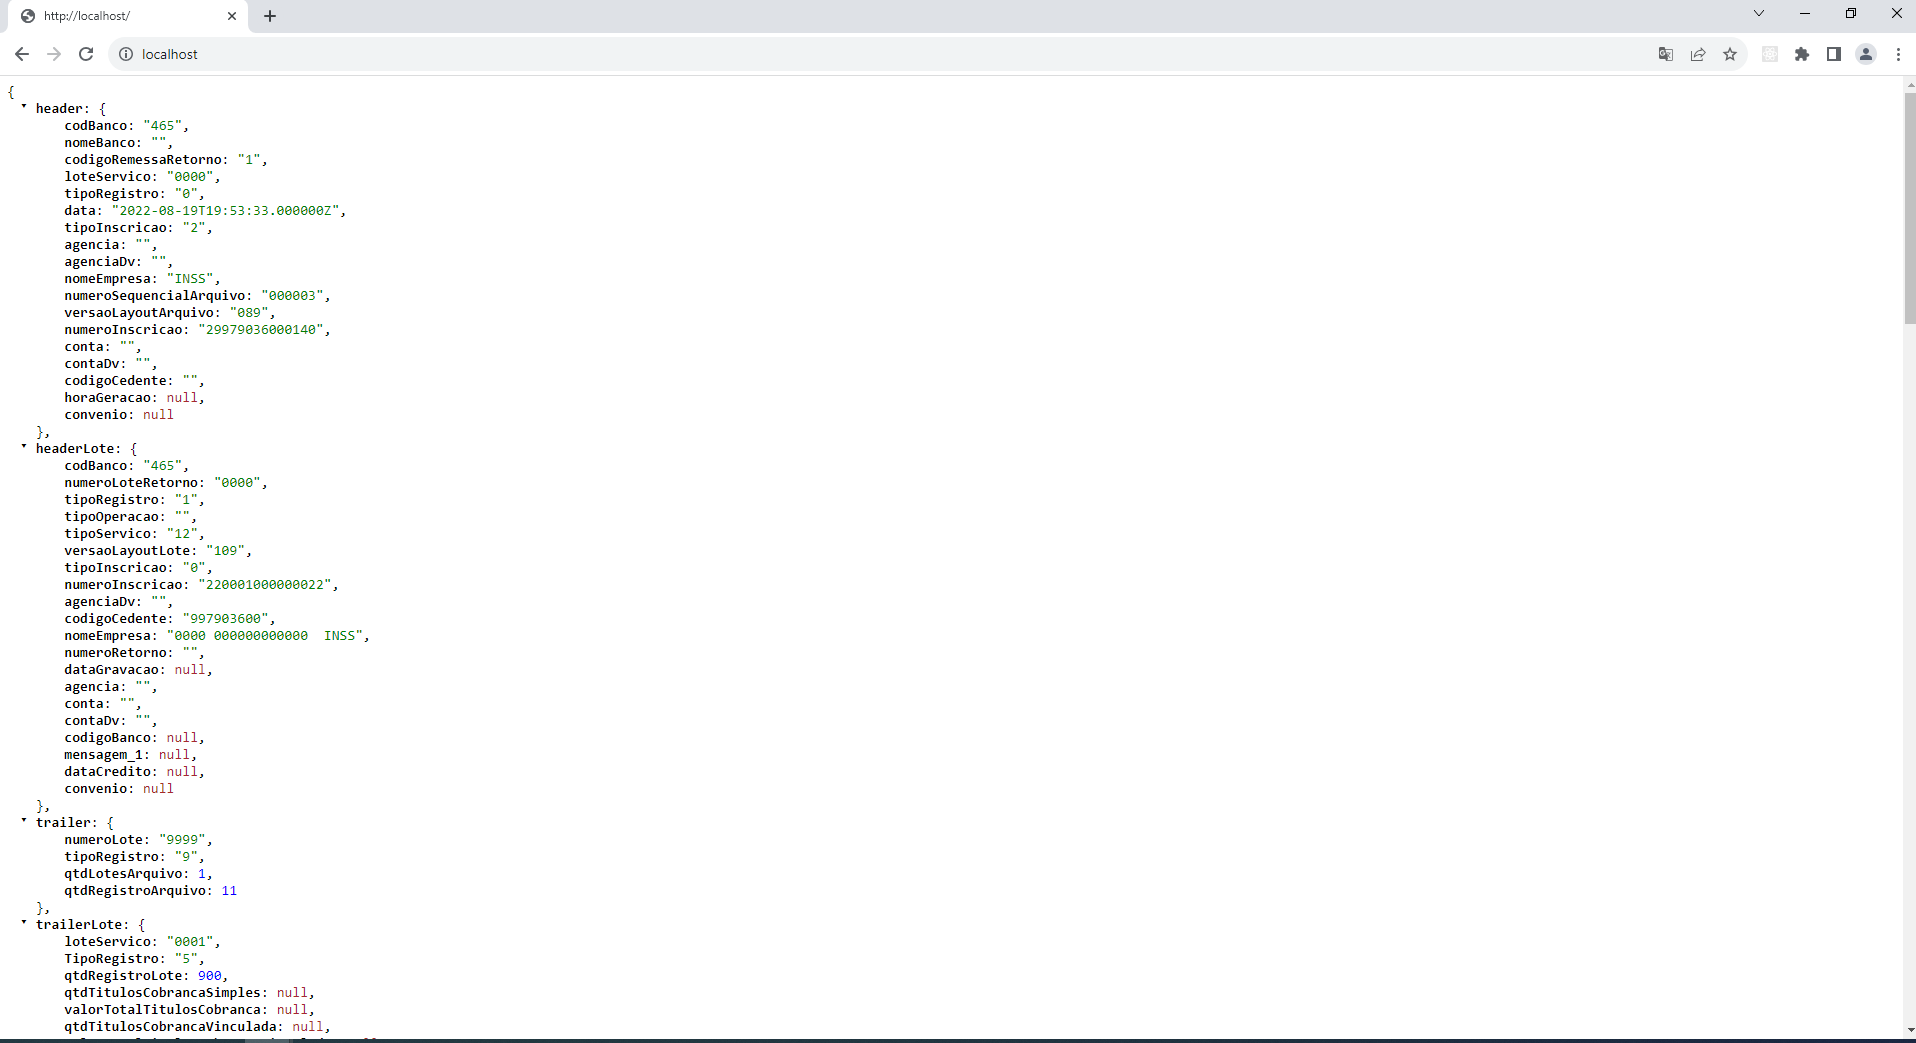 http://localhost/
localhost
{
header: {
codBanco: "465",
nomeBanco: "",
codigoRemessaRetorno: "1",
loteServico: "0000",
tipoRegistro: "0",
data: "2022-08-19T19:53:33.000000Z",
tipoInscricao: "2",
agencia: "",
agenciaDv: "",
nomeEmpresa: "INSS",
numeroSequencialArquivo: "000003",
versaoLayoutArquivo: "089",
numeroInscricao: "29979036000140",
conta: "",
contaDv: "",
codigoCedente: "",
horaGeracao: null,
convenio: null
},
headerLote: {
codBanco: "465",
numeroLoteRetorno: "0000",
tipoRegistro: "1",
tipoOperacao: "",
tipoServico: "12",
versaoLayoutLote: "109",
tipoInscricao: "0",
numeroInscricao: "220001000000022",
agenciaDv: "",
codigoCedente: "997903600",
nomeEmpresa: "0000 000000000000  INSS",
numeroRetorno: "",
dataGravacao: null,
agencia: "",
conta: "",
contaDv: "",
codigoBanco: null,
mensagem_1: null,
dataCredito: null,
convenio: null
},
trailer: {
numeroLote: "9999",
tipoRegistro: "9",
qtdLotesArquivo: 1,
qtdRegistroArquivo: 11
},
trailerLote: {
loteServico: "0001",
TipoRegistro: "5",
qtdRegistroLote: 900,
qtdTitulosCobrancaSimples: null,
valorTotalTitulosCobranca: null,
qtdTitulosCobrancaVinculada: null,